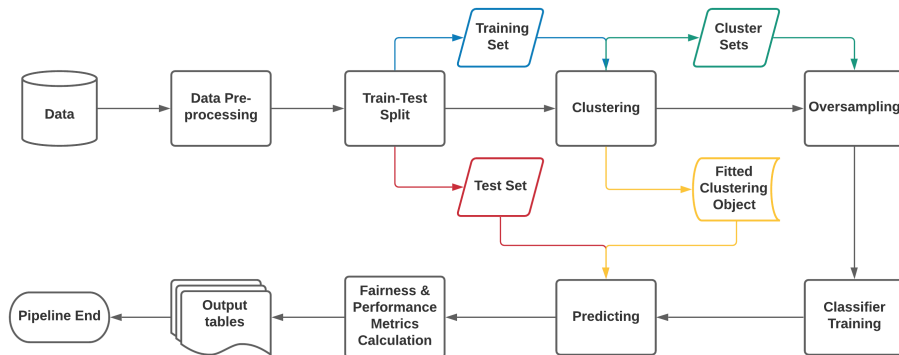 Training
Set
Cluster
Sets
Data
Data Pre-
processing
Train-Test
Split
Clustering
Oversampling
Test Set
Fitted
Clustering
Object
Pipeline End
Output
tables
Fairness &
Performance
Metrics
Calculation
Predicting
Classifier
Training